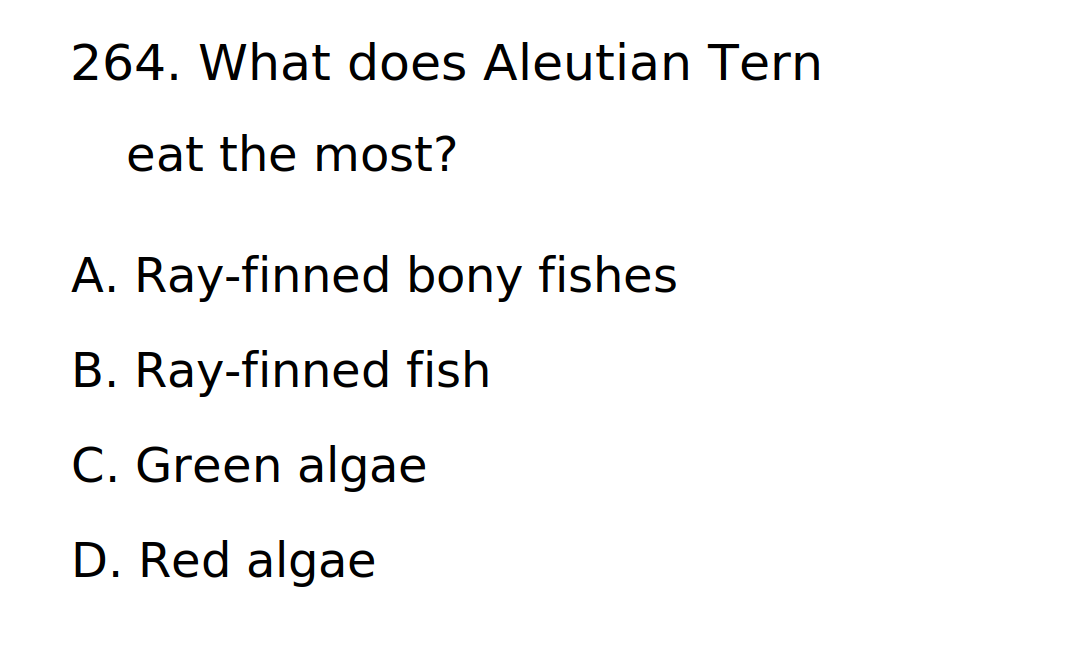 264. What does Aleutian Tern
eat the most?
A. Ray-finned bony fishes
B. Ray-finned fish
C. Green algae
D. Red algae